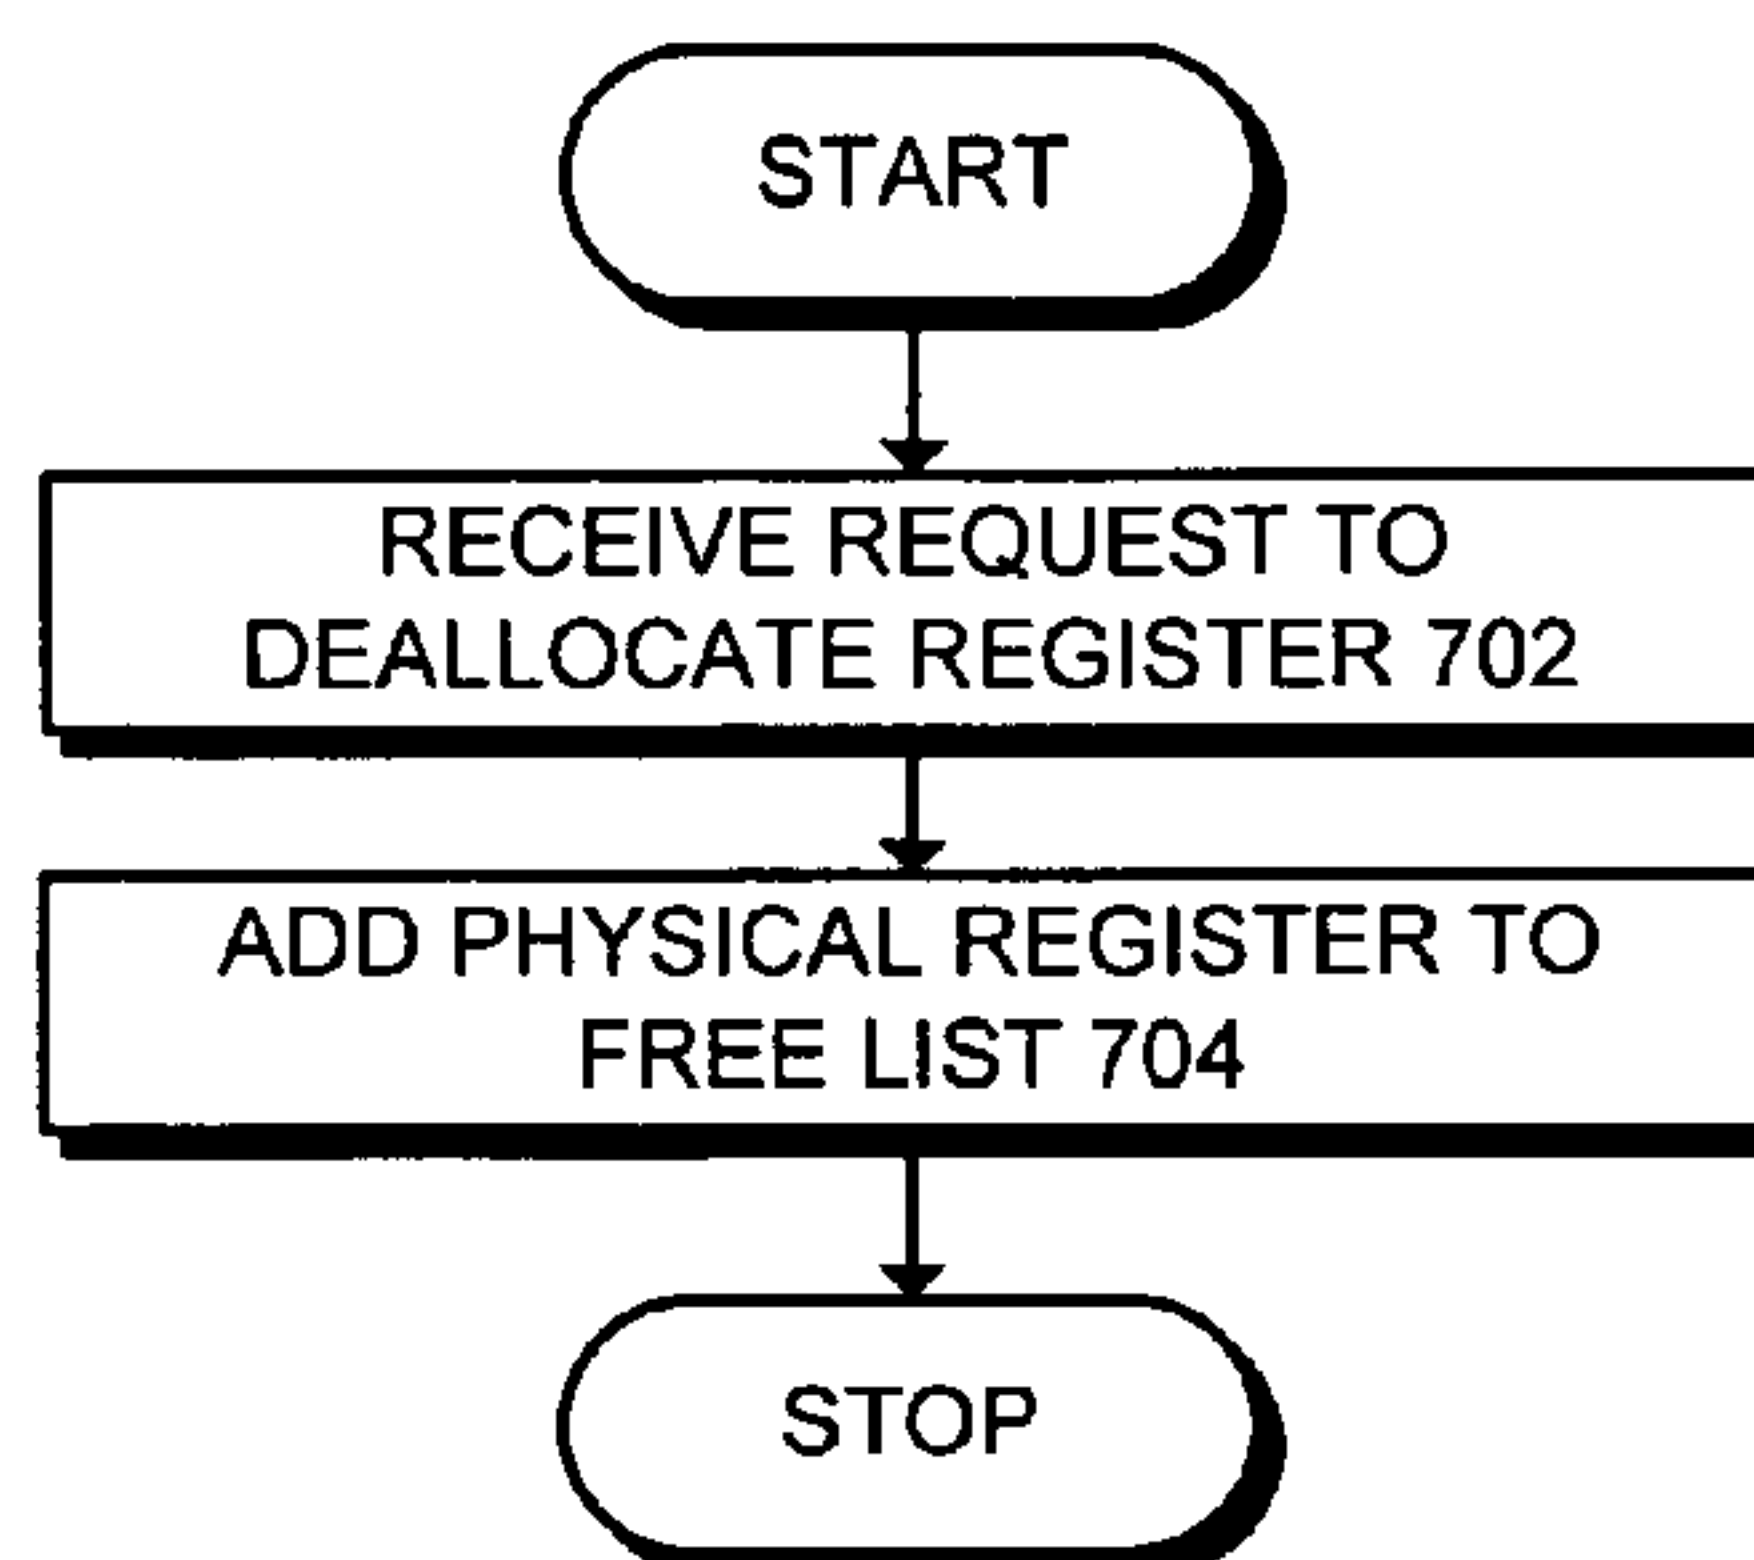 START
RECEIVE REQUEST TO
DEALLOCATE REGISTER 702
ADD PHYSICAL REGISTER TO
FREE LIST 704
STOP